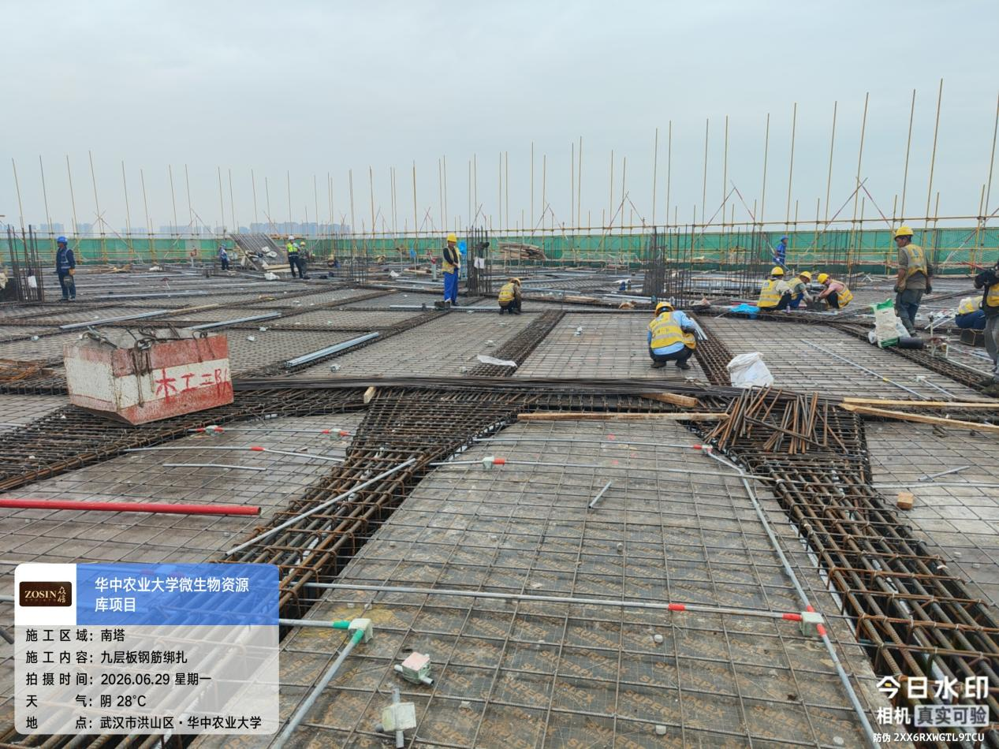 木工二队
ZOSIN 众信
华中农业大学微生物资源
库项目
施工区域：南塔
施工内容：九层板钢筋绑扎
拍摄时间：2026.06.29 星期一
天气：阴 28℃
地点：武汉市洪山区·华中农业大学
今日水印
相机 真实可验
防伪 2XX6RXWGTL9TCU